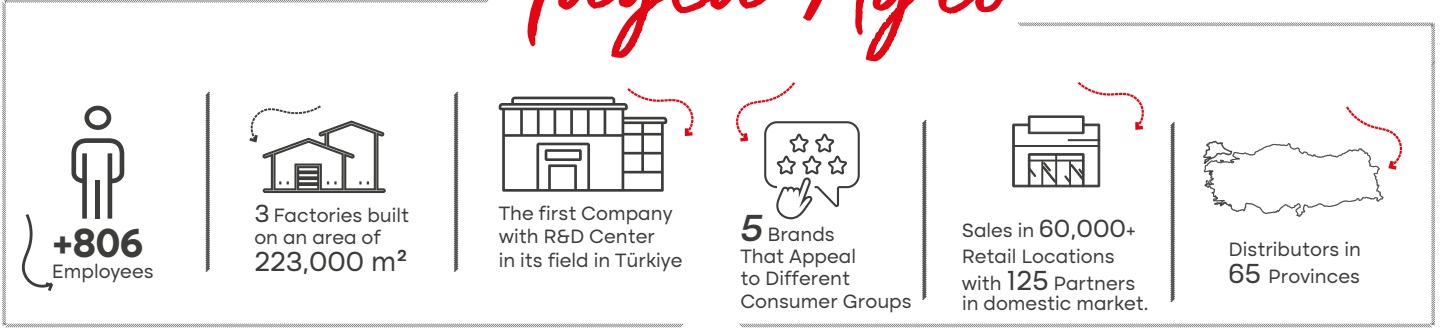 +806
Employees
3 Factories built
on an area of
223,000 m²
The first Company
with R&D Center
in its field in Türkiye
5 Brands
That Appeal
to Different
Consumer Groups
Sales in 60,000+
Retail Locations
with 125 Partners
in domestic market.
Distributors in
65 Provinces